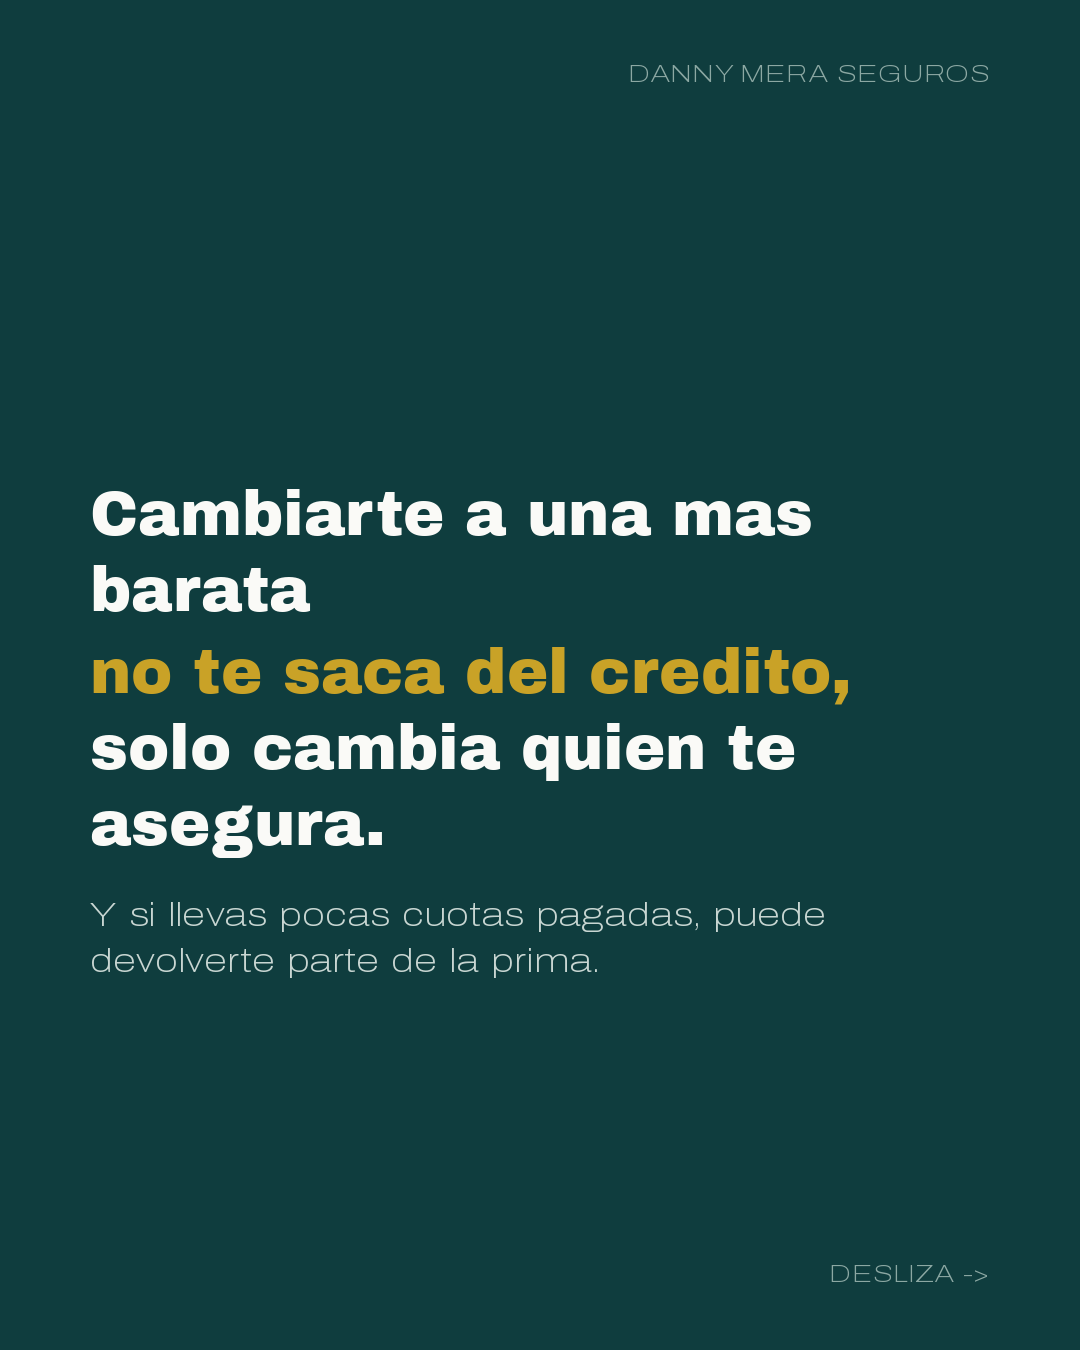 DANNY MERA SEGUROS
Cambiarte a una mas
barata
no te saca del credito,
solo cambia quien te
asegura.
Y si llevas pocas cuotas pagadas, puede
devolverte parte de la prima.
DESLIZA ->